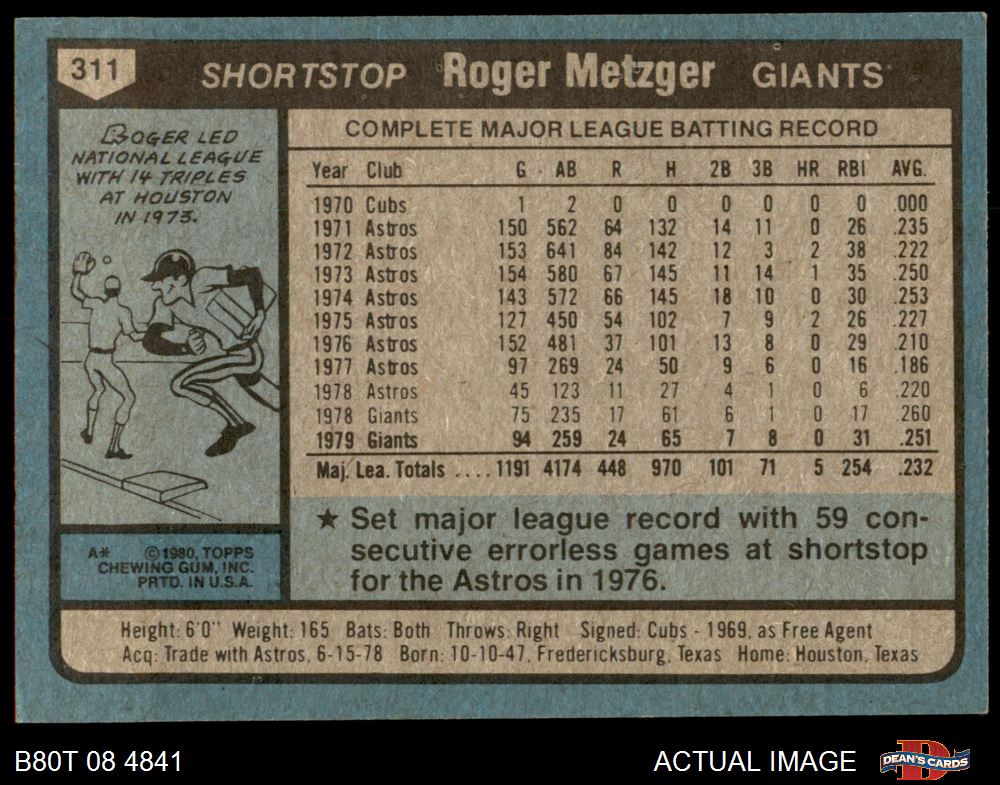 311 SHORTSTOP Roger Metzger GIANTS
ROGER LED
NATIONAL LEAGUE
WITH 14 TRIPLES
AT HOUSTON
IN 1973.
COMPLETE MAJOR LEAGUE BATTING RECORD
Year Club G AB R H 2B 3B HR RBI AVG.
1970 Cubs 1 2 0 0 0 0 0 0 .000
1971 Astros 150 562 64 132 14 11 0 26 .235
1972 Astros 153 641 84 142 12 3 2 38 .222
1973 Astros 154 580 67 145 11 14 1 35 .250
1974 Astros 143 572 66 145 18 10 0 30 .253
1975 Astros 127 450 54 102 7 9 2 26 .227
1976 Astros 152 481 37 101 13 8 0 29 .210
1977 Astros 97 269 24 50 9 6 0 16 .186
1978 Astros 45 123 11 27 4 1 0 6 .220
1978 Giants 75 235 17 61 6 1 0 17 .260
1979 Giants 94 259 24 65 7 8 0 31 .251
Maj. Lea. Totals .... 1191 4174 448 970 101 71 5 254 .232
★ Set major league record with 59 con-
secutive errorless games at shortstop
for the Astros in 1976.
A* ©1980, TOPPS
CHEWING GUM, INC.
PRTD. IN U.S.A.
Height: 6'0" Weight: 165 Bats: Both Throws: Right Signed: Cubs - 1969, as Free Agent
Acq: Trade with Astros, 6-15-78 Born: 10-10-47, Fredericksburg, Texas Home: Houston, Texas
B80T 08 4841 ACTUAL IMAGE DEAN'S CARDS